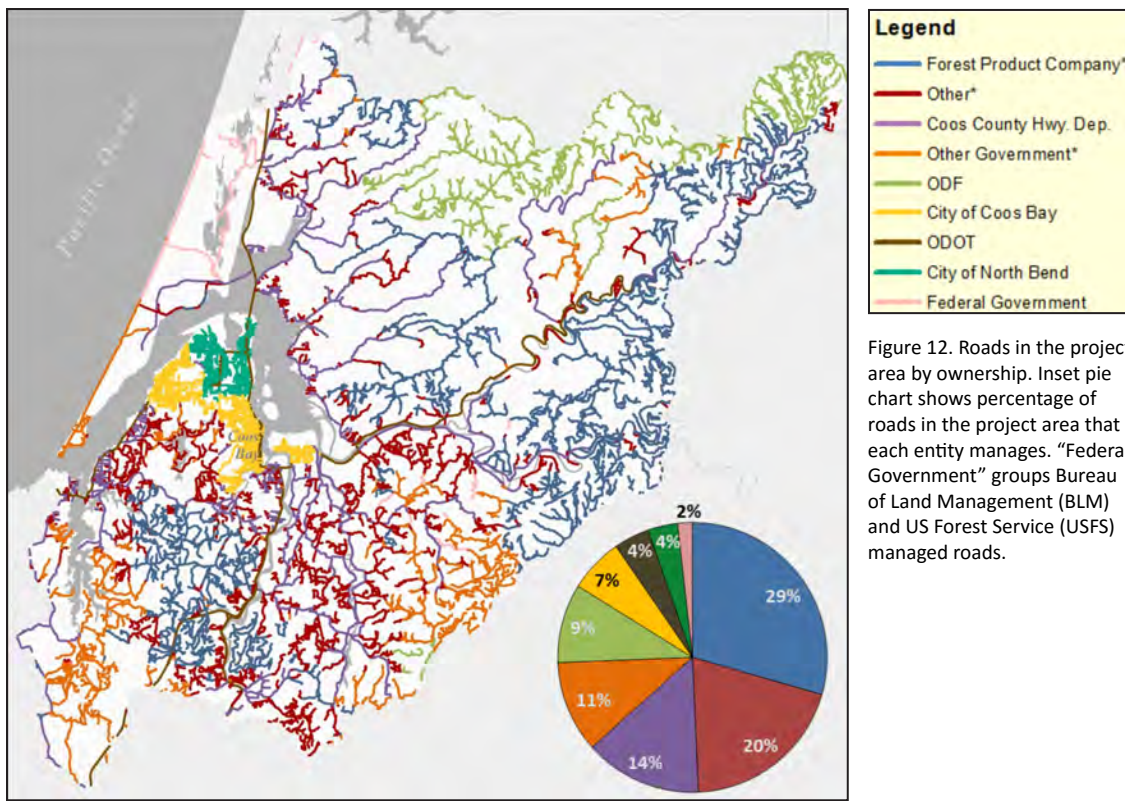 Pacific Ocean
Coos
Bay
2%
4%
4%
7%
29%
9%
11%
20%
14%
Legend
Forest Product Company*
Other*
Coos County Hwy. Dep.
Other Government*
ODF
City of Coos Bay
ODOT
City of North Bend
Federal Government
Figure 12. Roads in the project
area by ownership. Inset pie
chart shows percentage of
roads in the project area that
each entity manages. “Federa
Government” groups Bureau
of Land Management (BLM)
and US Forest Service (USFS)
managed roads.